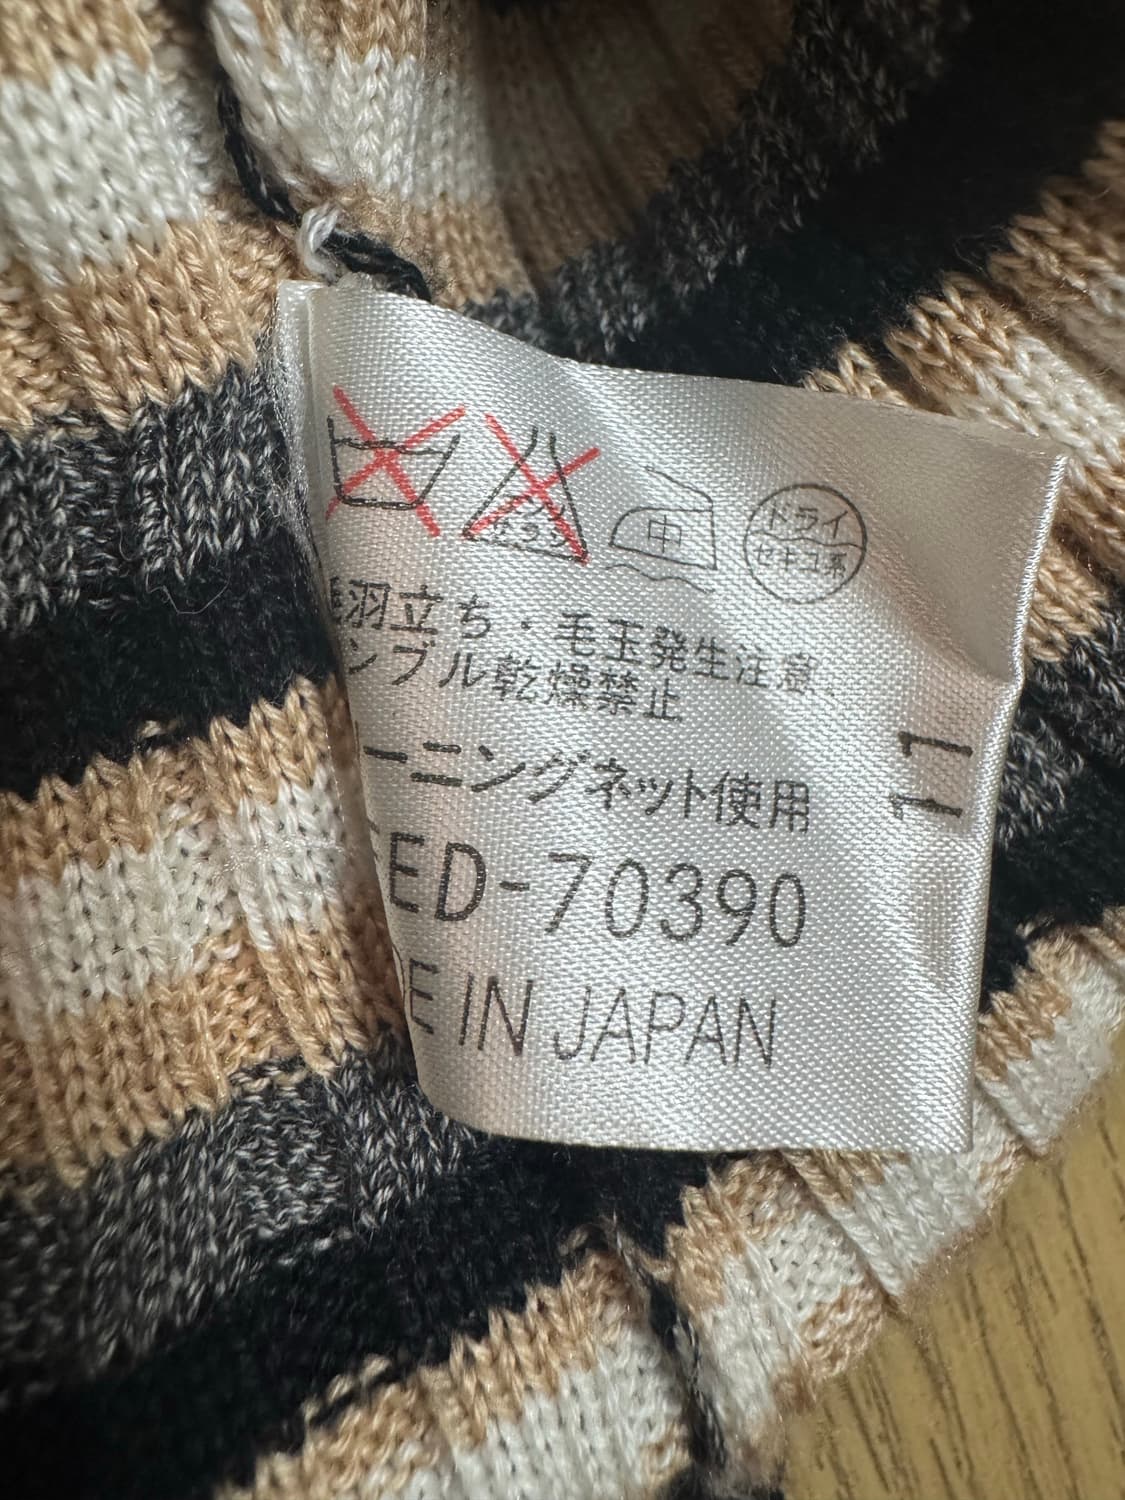 エンソ
中
ドライ
セキユ系
毛羽立ち・毛玉発生注意。
ンブル乾燥禁止
ーニングネット使用
ED-70390
DE IN JAPAN
11